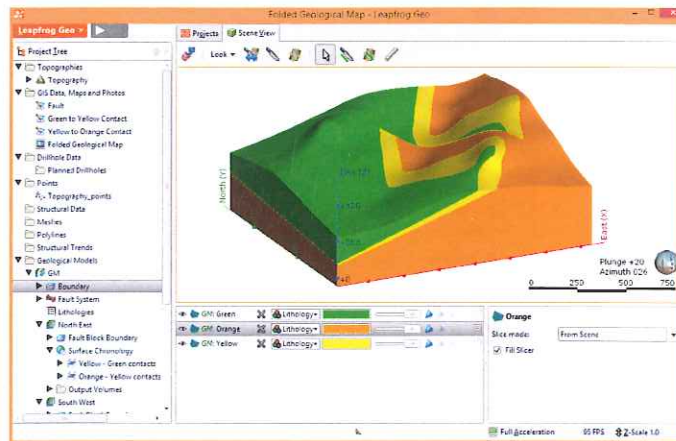 Folded Geological Map - Leapfrog Geo
Leapfrog Geo
Projects
Scene View
Project Tree
Look
Topographies
Topography
GIS Data, Maps and Photos
Fault
Green to Yellow Contact
Yellow to Orange Contact
Folded Geological Map
Drillhole Data
Planned Drillholes
Points
Topography_points
Structural Data
Meshes
Polylines
Structural Trends
Geological Models
GM
Boundary
Fault System
Lithologies
North East
Fault Block Boundary
Surface Chronology
Yellow - Green contacts
Orange - Yellow contacts
Output Volumes
South West
North (Y)
East (X)
Plunge +20
Azimuth 026
0 250 500 750
GM: Green
Lithology
GM: Orange
Lithology
GM: Yellow
Lithology
Orange
Slice mode:
From Scene
Fill Slicer
Full Acceleration
95 FPS
Z-Scale 1.0